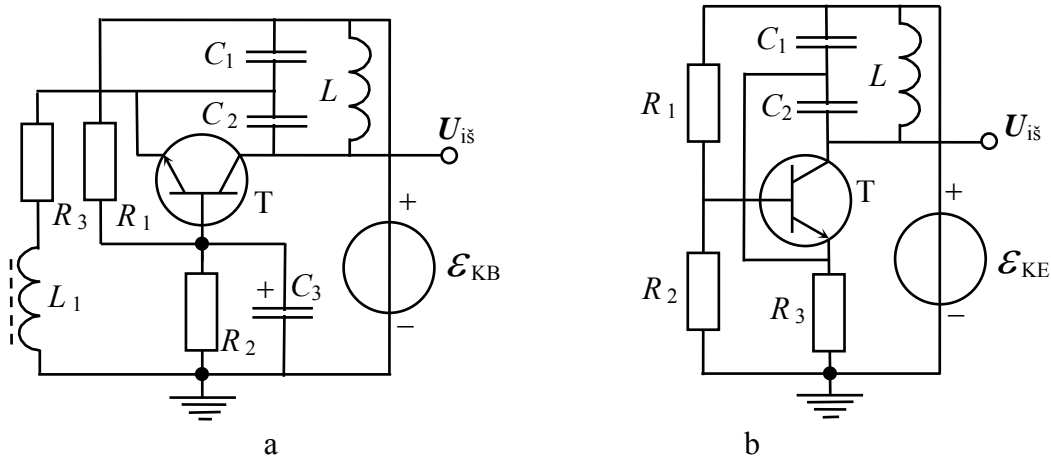 C1
L
C2
Uiš
T
R3
R1
+
ℰKB
−
L1
+
C3
R2
a
C1
L
C2
R1
Uiš
T
+
ℰKE
−
R2
R3
b